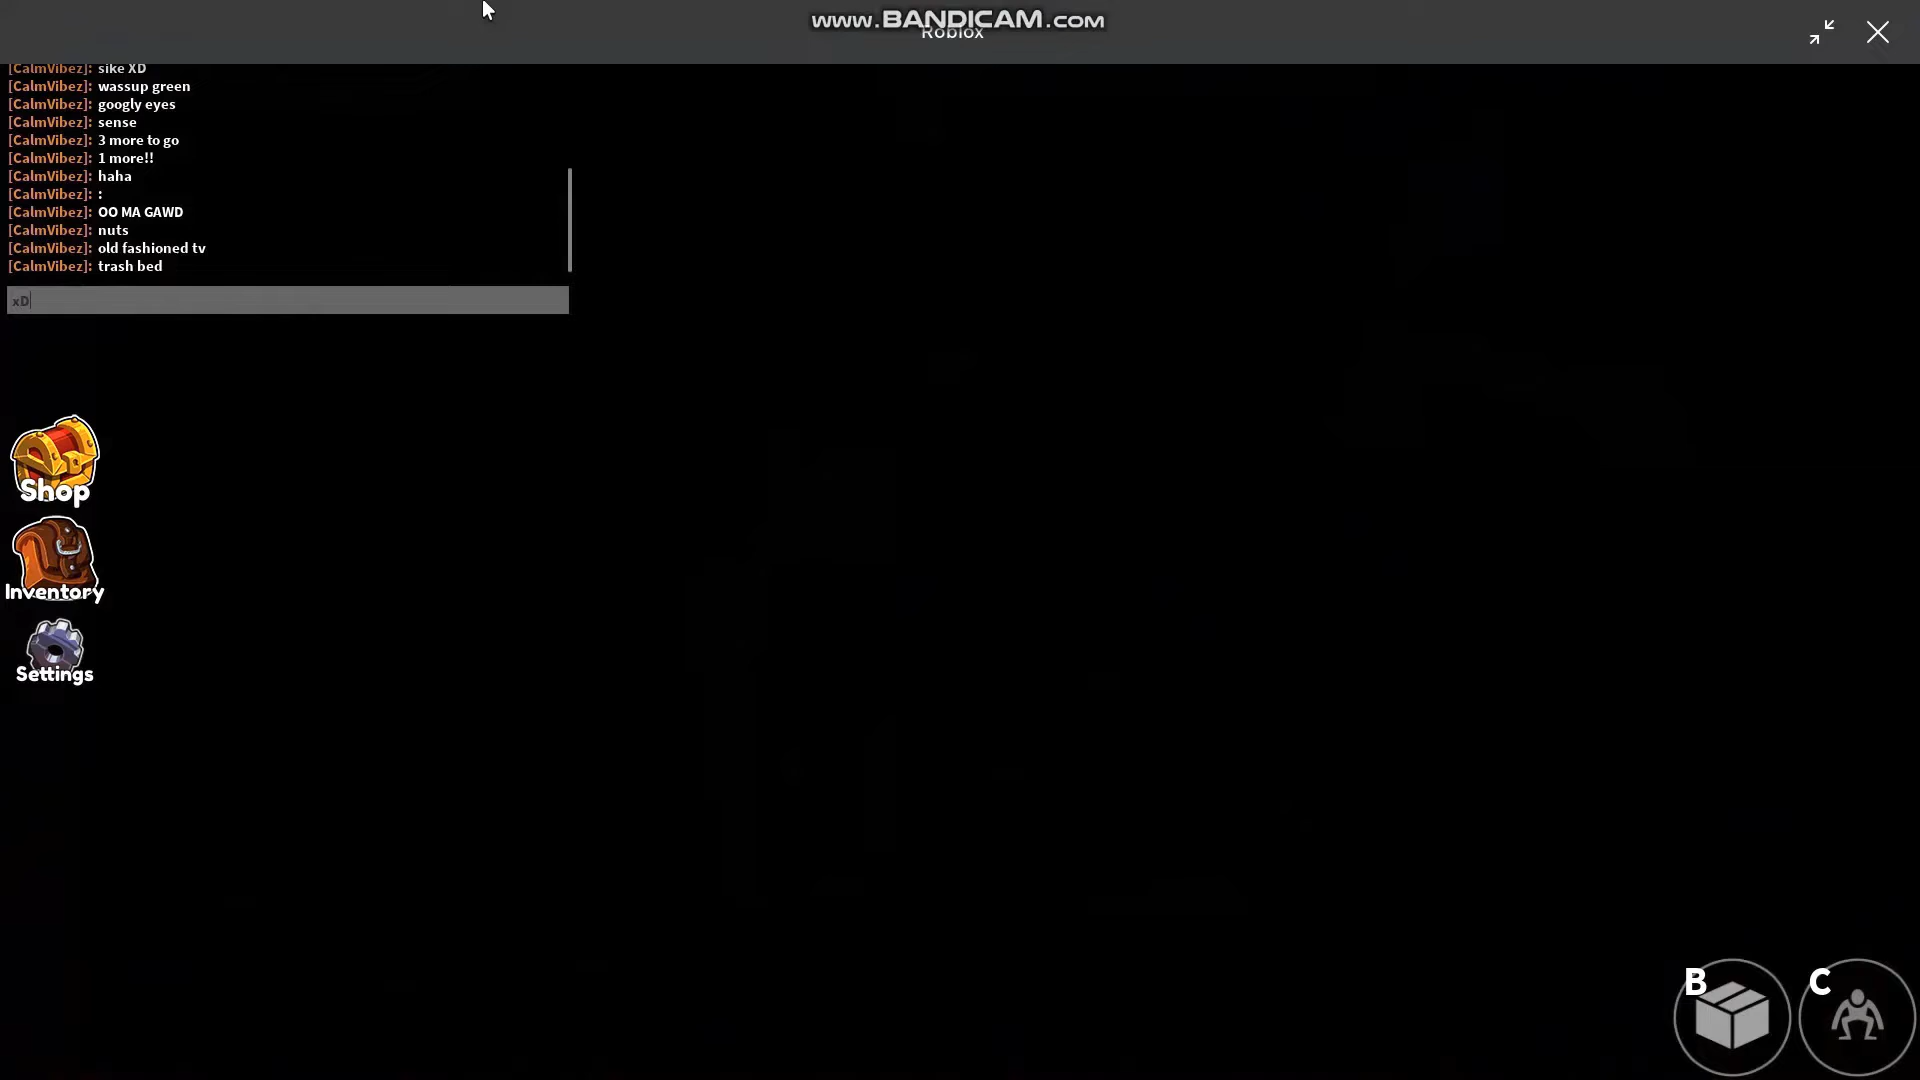 www.BANDICAM.com
Roblox
[CalmVibez]: sike XD
[CalmVibez]: wassup green
[CalmVibez]: googly eyes
[CalmVibez]: sense
[CalmVibez]: 3 more to go
[CalmVibez]: 1 more!!
[CalmVibez]: haha
[CalmVibez]: :
[CalmVibez]: OO MA GAWD
[CalmVibez]: nuts
[CalmVibez]: old fashioned tv
[CalmVibez]: trash bed
xD
Shop
Inventory
Settings
B
C